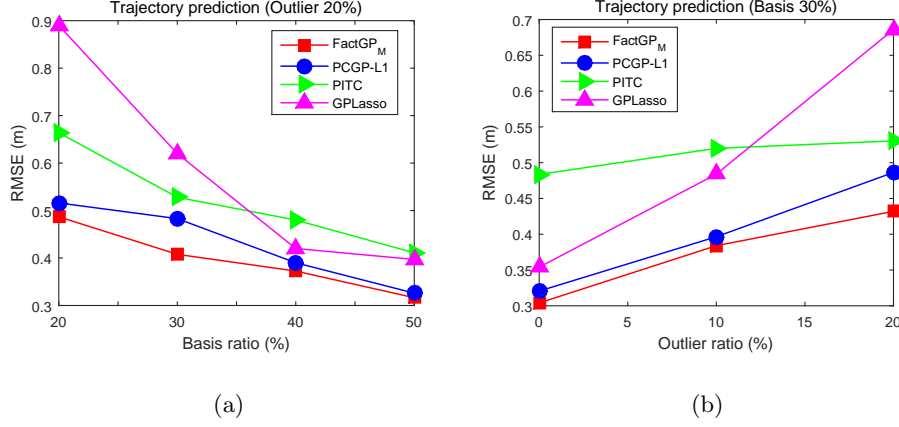 Trajectory prediction (Outlier 20%)
RMSE (m)
0.9
0.8
0.7
0.6
0.5
0.4
0.3
FactGP_M
PCGP-L1
PITC
GPLasso
20
30
40
50
Basis ratio (%)
(a)
Trajectory prediction (Basis 30%)
RMSE (m)
0.7
0.65
0.6
0.55
0.5
0.45
0.4
0.35
0.3
FactGP_M
PCGP-L1
PITC
GPLasso
0
5
10
15
20
Outlier ratio (%)
(b)